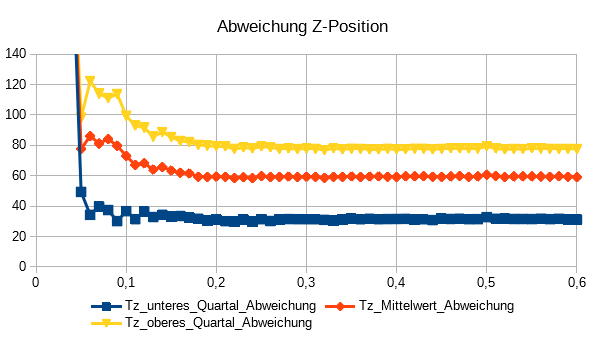 Abweichung Z-Position
140
120
100
80
60
40
20
0
0 0,1 0,2 0,3 0,4 0,5 0,6
Tz_unteres_Quartal_Abweichung Tz_Mittelwert_Abweichung
Tz_oberes_Quartal_Abweichung